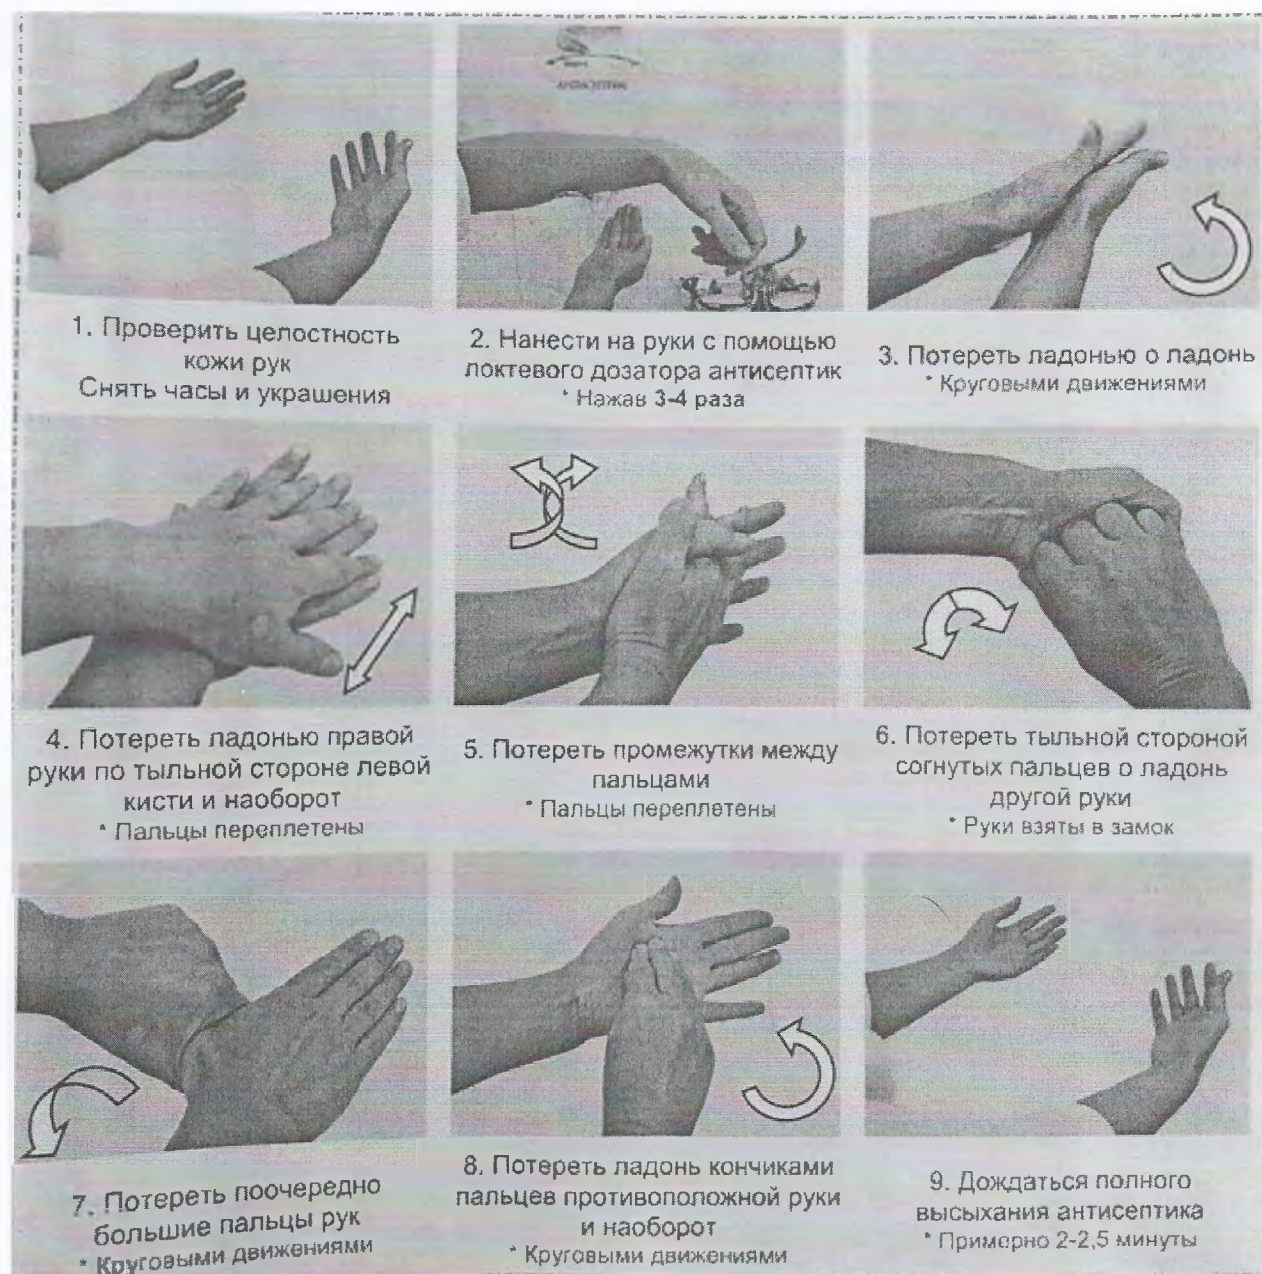 1. Проверить целостность
кожи рук
Снять часы и украшения
2. Нанести на руки с помощью
локтевого дозатора антисептик
* Нажав 3-4 раза
3. Потереть ладонью о ладонь
* Круговыми движениями
4. Потереть ладонью правой
руки по тыльной стороне левой
кисти и наоборот
* Пальцы переплетены
5. Потереть промежутки между
пальцами
* Пальцы переплетены
6. Потереть тыльной стороной
согнутых пальцев о ладонь
другой руки
* Руки взяты в замок
7. Потереть поочередно
большие пальцы рук
* Круговыми движениями
8. Потереть ладонь кончиками
пальцев противоположной руки
и наоборот
* Круговыми движениями
9. Дождаться полного
высыхания антисептика
* Примерно 2-2,5 минуты